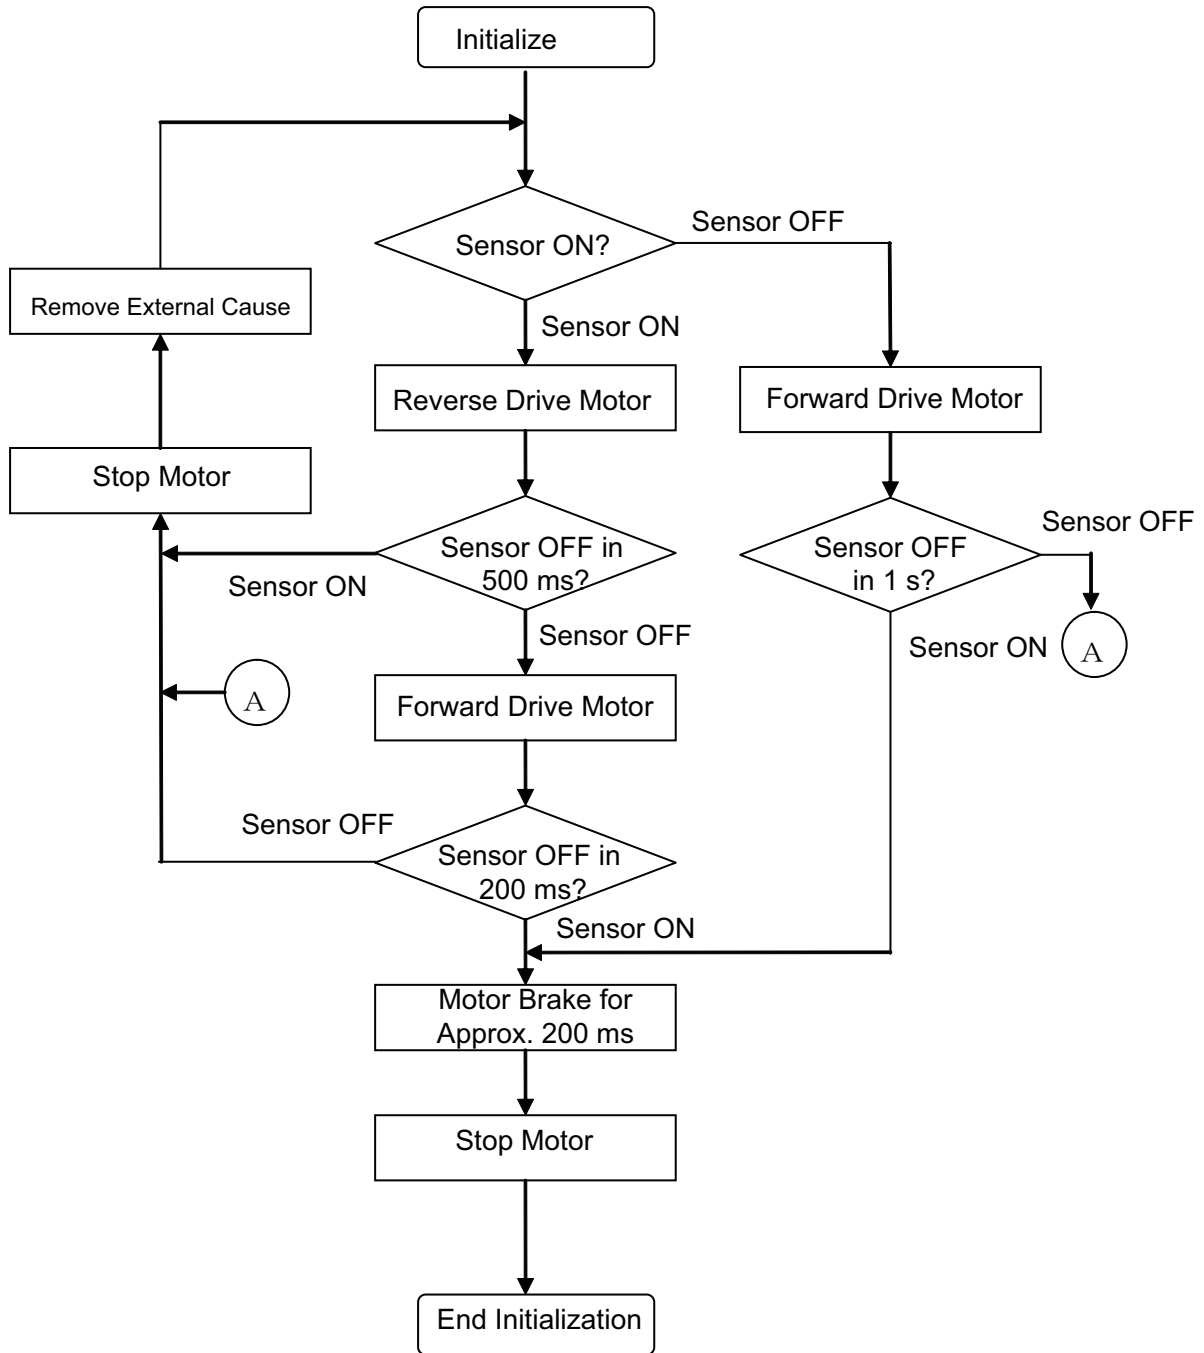 Initialize
Sensor ON?
Sensor OFF
Sensor ON
Remove External Cause
Reverse Drive Motor
Forward Drive Motor
Stop Motor
Sensor OFF in
500 ms?
Sensor ON
Sensor OFF
Sensor OFF
in 1 s?
Sensor OFF
Sensor ON
A
A
Forward Drive Motor
Sensor OFF
Sensor OFF in
200 ms?
Sensor ON
Motor Brake for
Approx. 200 ms
Stop Motor
End Initialization